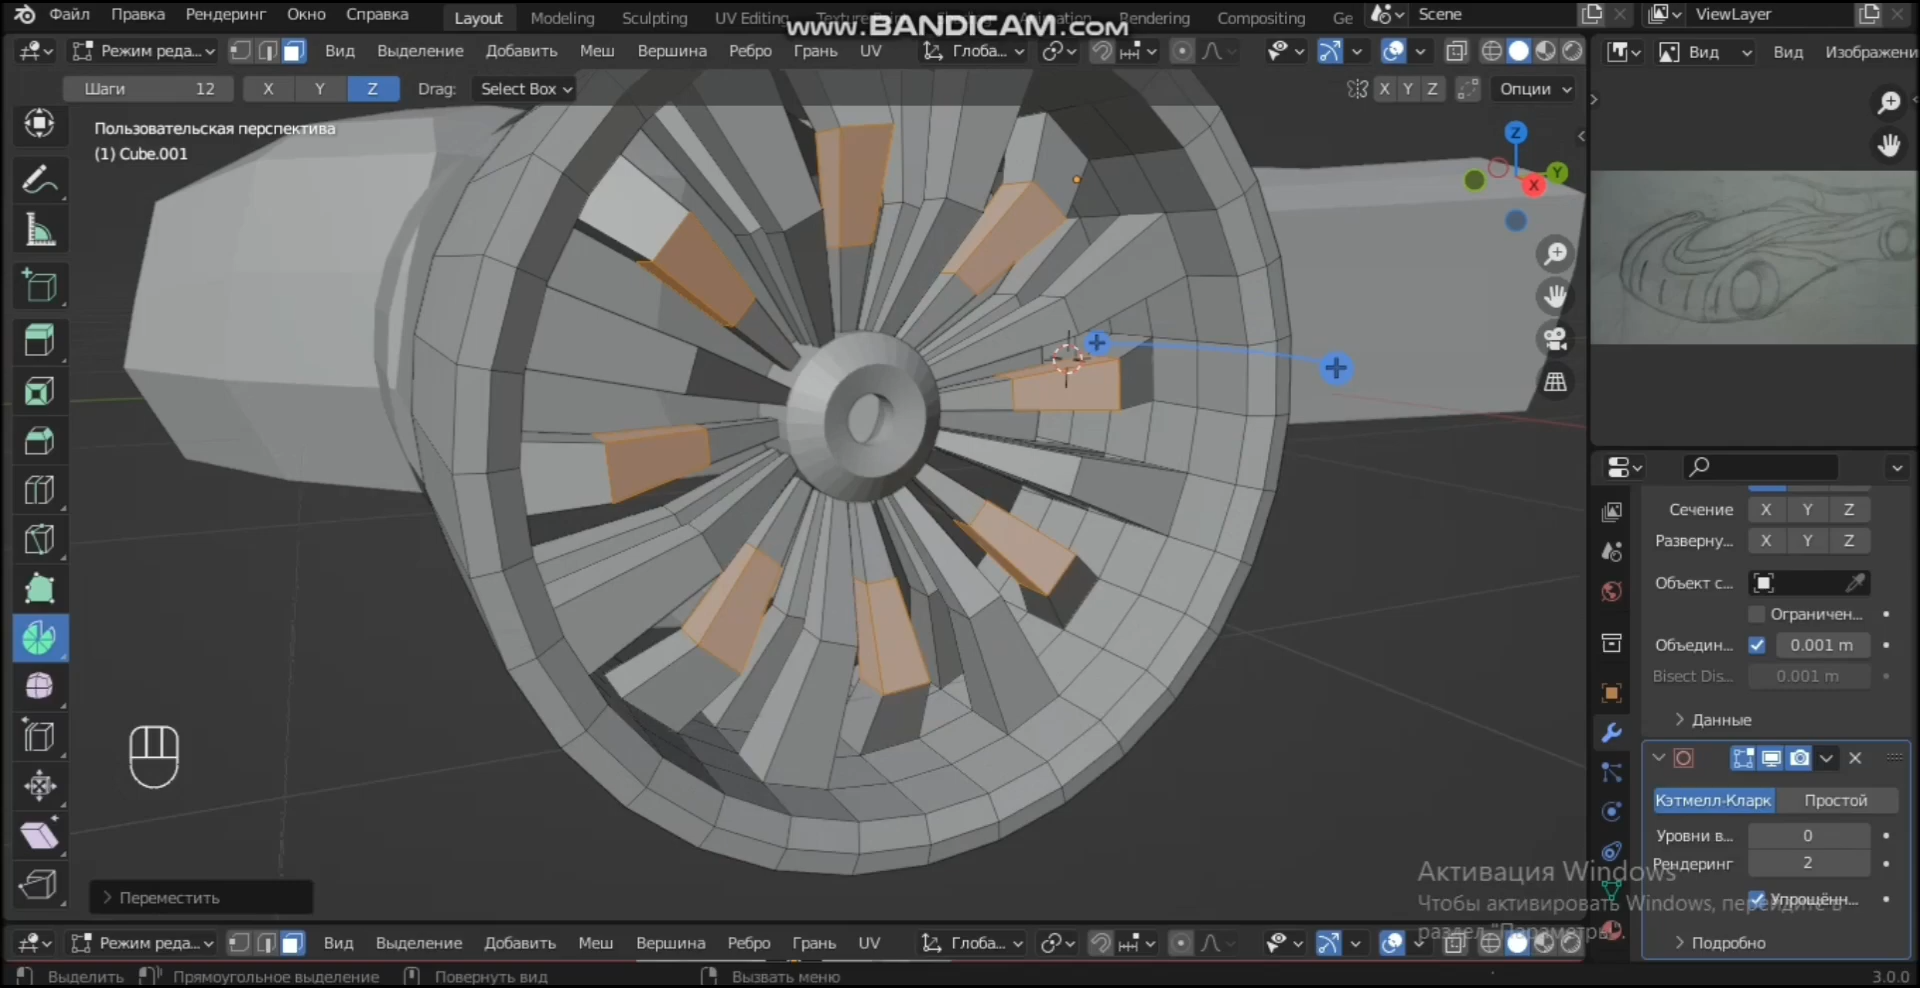 Файл Правка Рендеринг Окно Справка Layout Modeling Sculpting UV Editing Rendering Compositing Ge Scene ViewLayer
www.BANDICAM.com
Режим реда... Вид Выделение Добавить Меш Вершина Ребро Грань UV Глоба... Вид Вид Изображени
Шаги 12 X Y Z Drag: Select Box X Y Z Опции
Пользовательская перспектива
(1) Cube.001
Z
Y
X
Сечение X Y Z
Разверну... X Y Z
Объект с...
Ограничен...
Объедин... 0.001 m
Bisect Dis... 0.001 m
Данные
Кэтмелл-Кларк Простой
Уровни в... 0
Рендеринг 2
Упрощённ...
Подробно
Активация Windows
Чтобы активировать Windows, перейдите в
раздел "Параметры".
Переместить
Режим реда... Вид Выделение Добавить Меш Вершина Ребро Грань UV Глоба...
Выделить Прямоугольное выделение Повернуть вид Вызвать меню 3.0.0